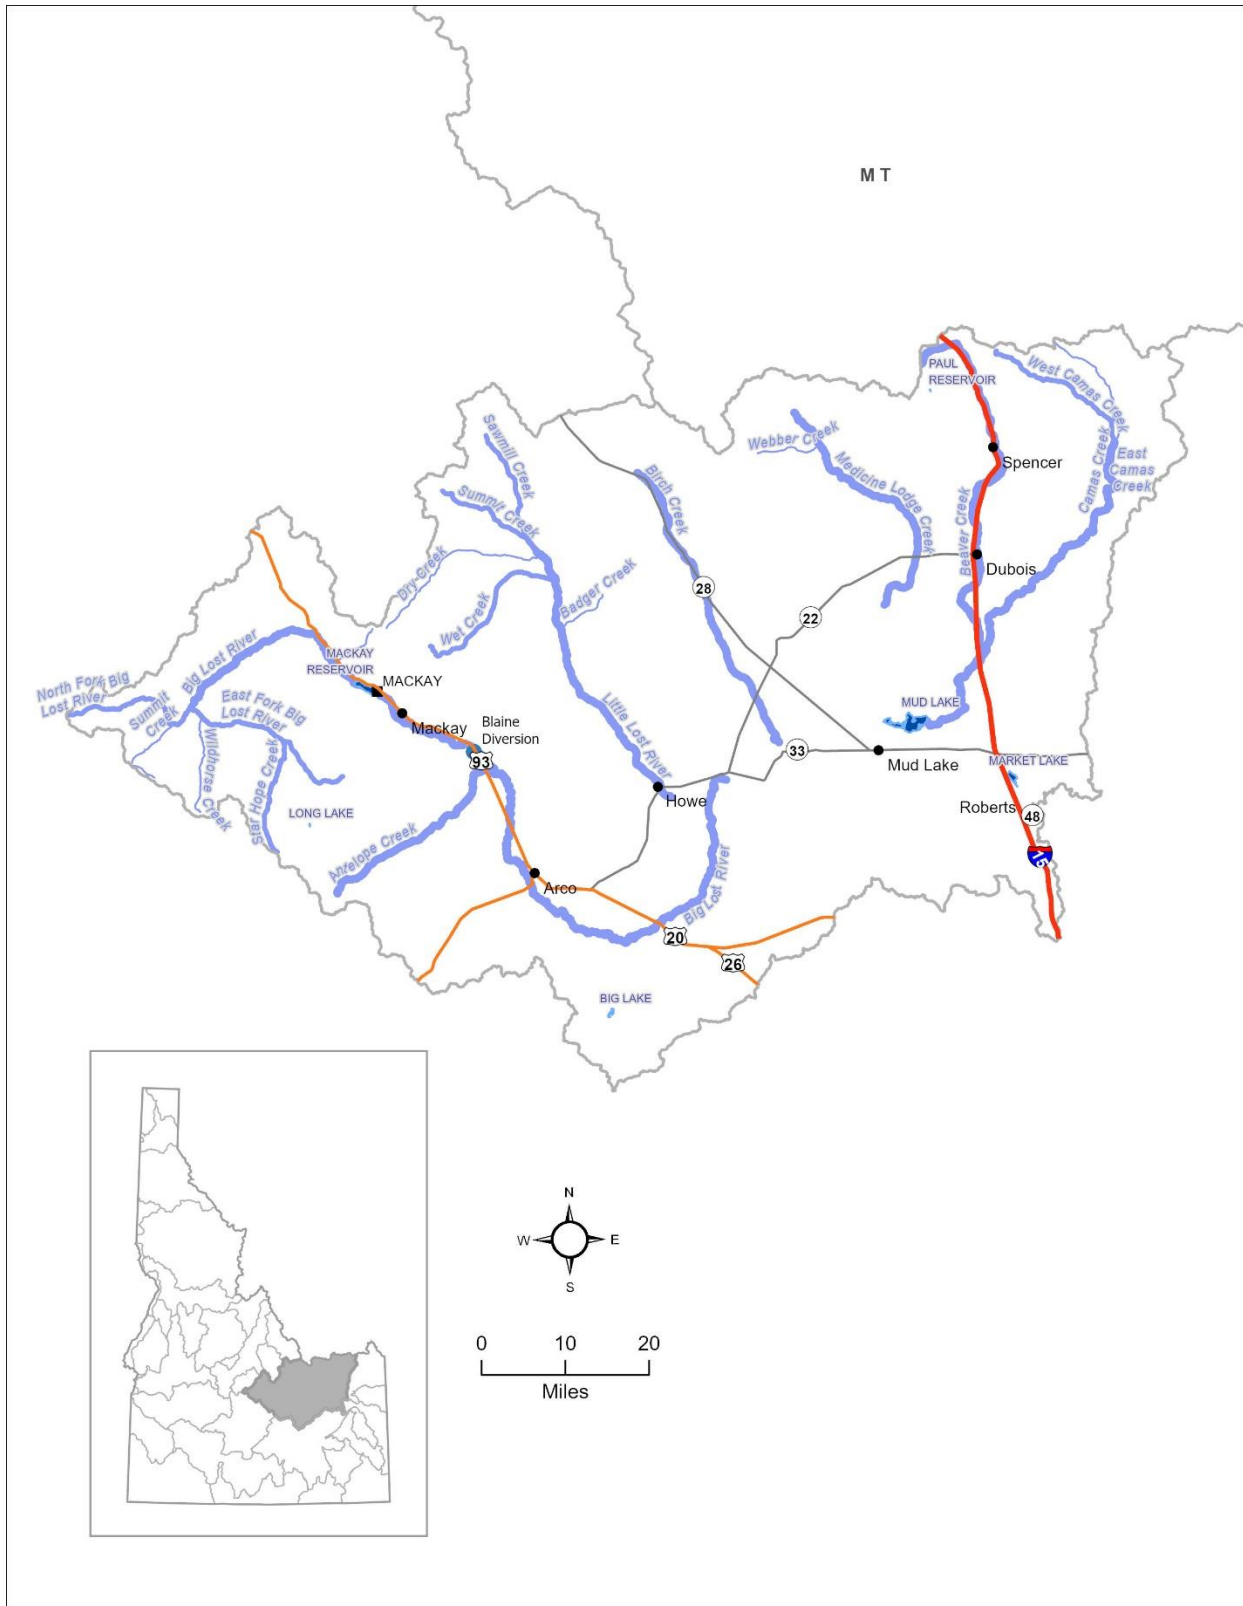 M T
PAUL
RESERVOIR
West Camas Creek
Sawmill Creek
Webber Creek
Medicine Lodge Creek
Spencer
Camas Creek
East
Camas
Creek
Birch Creek
Summit Creek
Beaver Creek
Dubois
Dry Creek
Badger Creek
28
22
Wet Creek
Big Lost River
MACKAY
RESERVOIR
MACKAY
North Fork Big
Lost River
Summit
Creek
East Fork Big
Lost River
Mackay
Blaine
Diversion
93
Little Lost River
MUD LAKE
33
Mud Lake
MARKET LAKE
Wildhorse Creek
Star Hope Creek
LONG LAKE
Howe
Roberts
48
15
Antelope Creek
Arco
Big Lost River
20
26
BIG LAKE
N
W
E
S
0 10 20
Miles